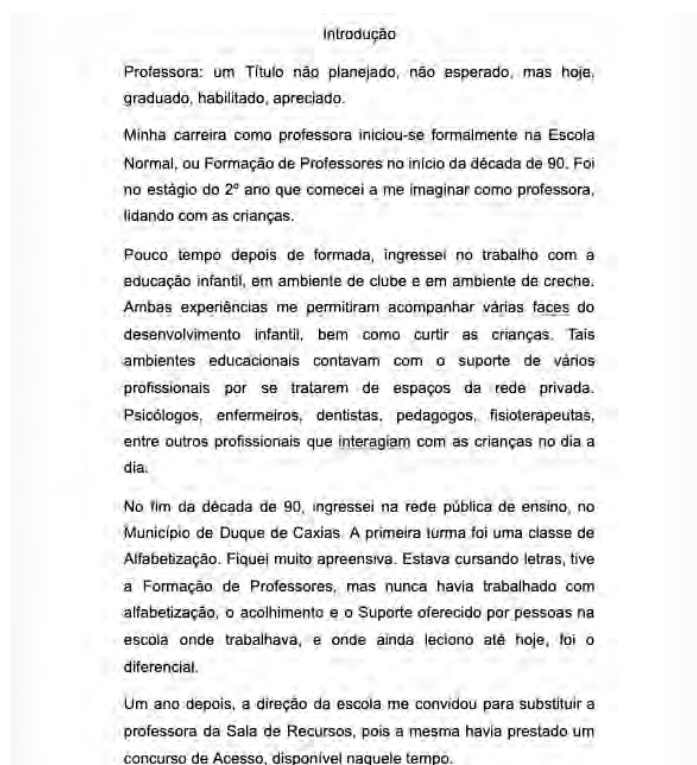 Introdução
Professora: um Título não planejado, não esperado, mas hoje,
graduado, habilitado, apreciado.
Minha carreira como professora iniciou-se formalmente na Escola
Normal, ou Formação de Professores no início da década de 90. Foi
no estágio do 2º ano que comecei a me imaginar como professora,
lidando com as crianças.
Pouco tempo depois de formada, ingressei no trabalho com a
educação infantil, em ambiente de clube e em ambiente de creche.
Ambas experiências me permitiram acompanhar várias faces do
desenvolvimento infantil, bem como curtir as crianças. Tais
ambientes educacionais contavam com o suporte de vários
profissionais por se tratarem de espaços da rede privada.
Psicólogos, enfermeiros, dentistas, pedagogos, fisioterapeutas,
entre outros profissionais que interagiam com as crianças no dia a
dia.
No fim da década de 90, ingressei na rede pública de ensino, no
Município de Duque de Caxias. A primeira turma foi uma classe de
Alfabetização. Fiquei muito apreensiva. Estava cursando letras, tive
a Formação de Professores, mas nunca havia trabalhado com
alfabetização, o acolhimento e o Suporte oferecido por pessoas na
escola onde trabalhava, e onde ainda leciono até hoje, foi o
diferencial.
Um ano depois, a direção da escola me convidou para substituir a
professora da Sala de Recursos, pois a mesma havia prestado um
concurso de Acesso, disponível naquele tempo.